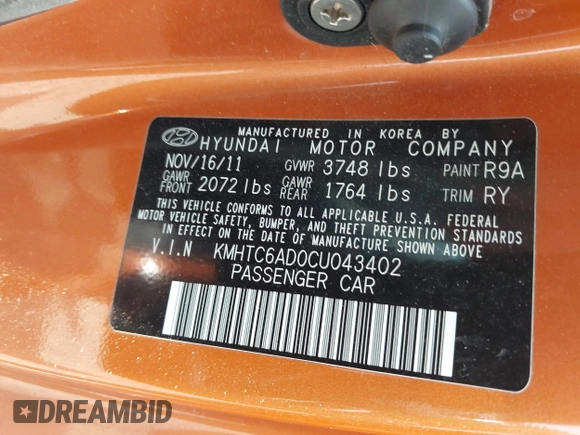 MANUFACTURED IN KOREA BY
HYUNDAI MOTOR COMPANY
NOV/16/11 GVWR 3748 lbs PAINT R9A
GAWR FRONT 2072 lbs GAWR REAR 1764 lbs TRIM RY
THIS VEHICLE CONFORMS TO ALL APPLICABLE U.S.A. FEDERAL
MOTOR VEHICLE SAFETY, BUMPER, AND THEFT PREVENTION STANDARDS
IN EFFECT ON THE DATE OF MANUFACTURE SHOWN ABOVE
V.I.N KMHTC6AD0CU043402
PASSENGER CAR
DREAMBID